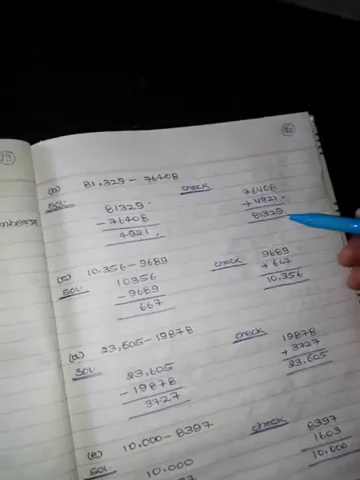 (b) 81,329 - 76408
check
Sol:
81329
- 76408
4921
76408
+ 4921
81329
(c) 10,356 - 9689
check
Sol:
10356
- 9689
667
9689
+ 667
10,356
(d) 23,605 - 19878
check
Sol:
23,605
- 19878
3727
19878
+ 3727
23,605
(e) 10,000 - 8397
check
Sol:
10,000
8397
1603
10,000